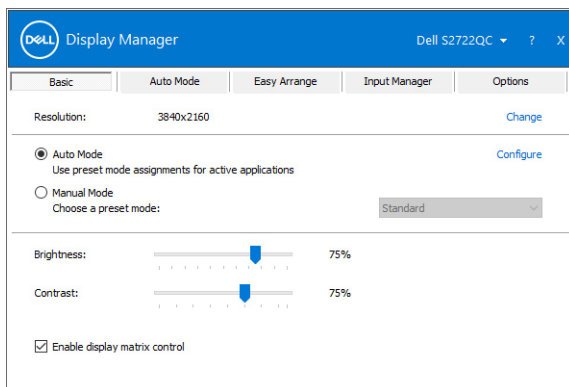 DELL Display Manager Dell S2722QC ? X
Basic Auto Mode Easy Arrange Input Manager Options
Resolution: 3840x2160 Change
Auto Mode Configure
Use preset mode assignments for active applications
Manual Mode
Choose a preset mode: Standard
Brightness: 75%
Contrast: 75%
Enable display matrix control